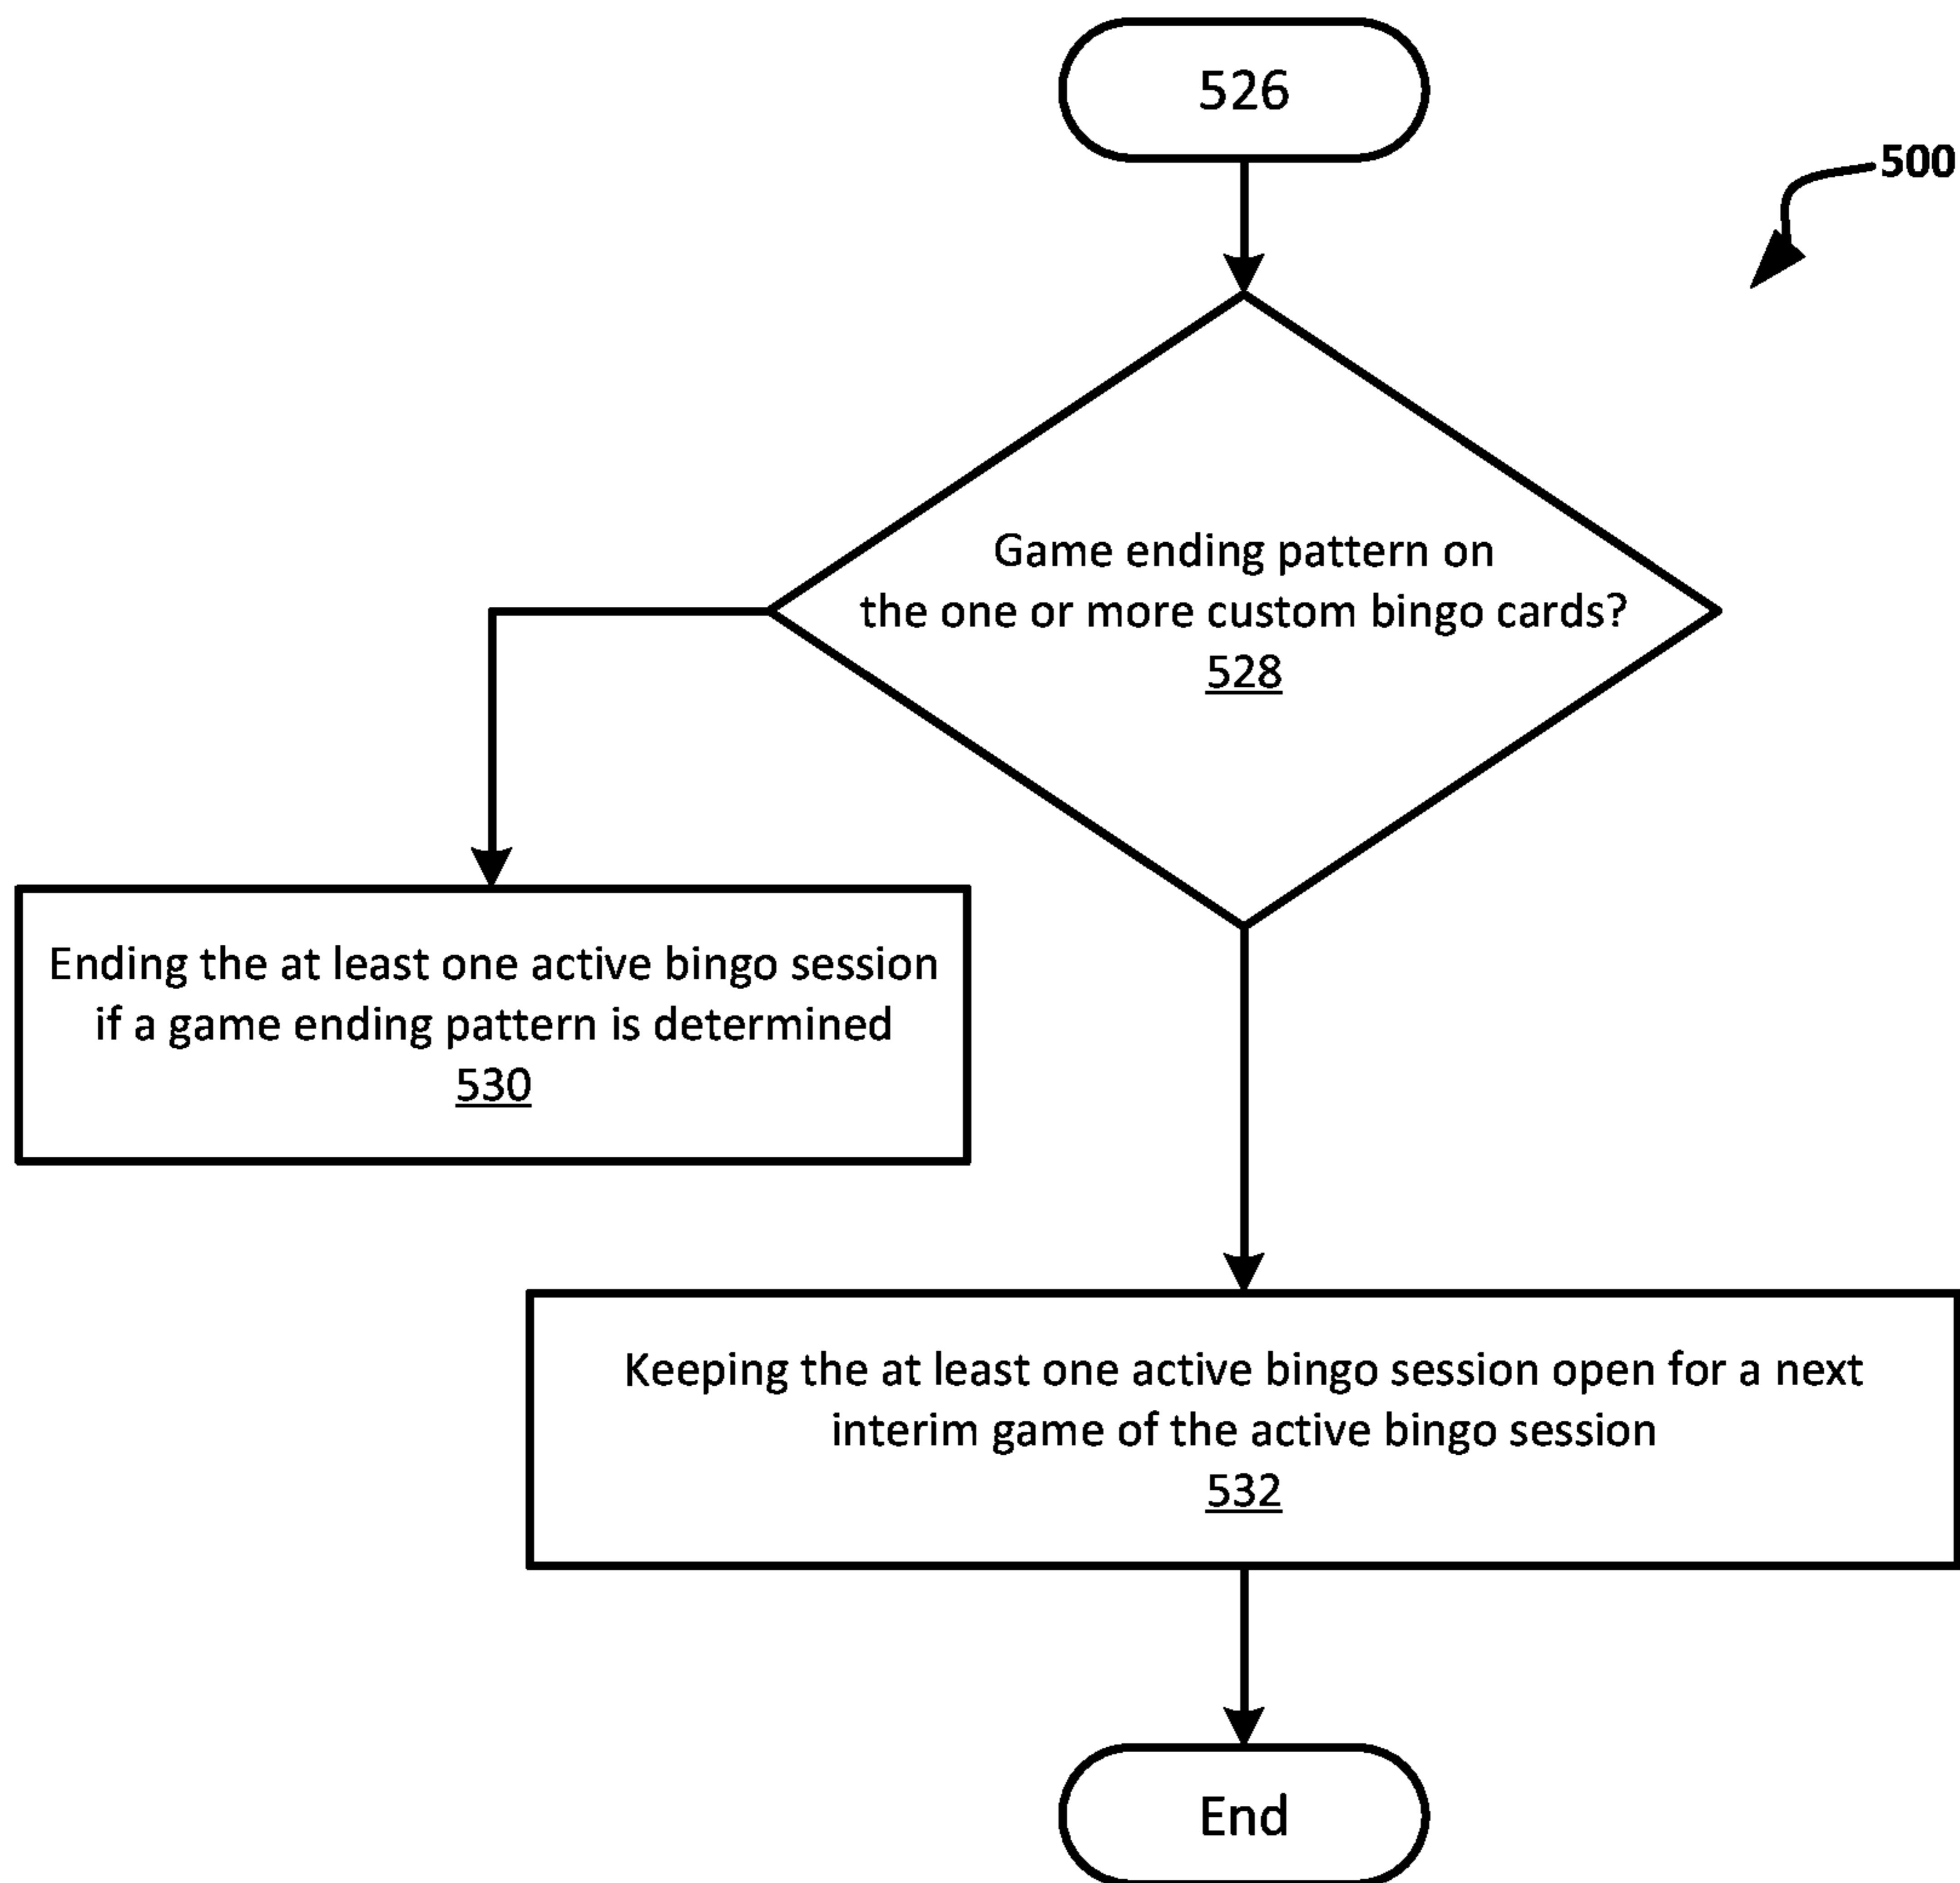 526
500
Game ending pattern on
the one or more custom bingo cards?
528
Ending the at least one active bingo session
if a game ending pattern is determined
530
Keeping the at least one active bingo session open for a next
interim game of the active bingo session
532
End